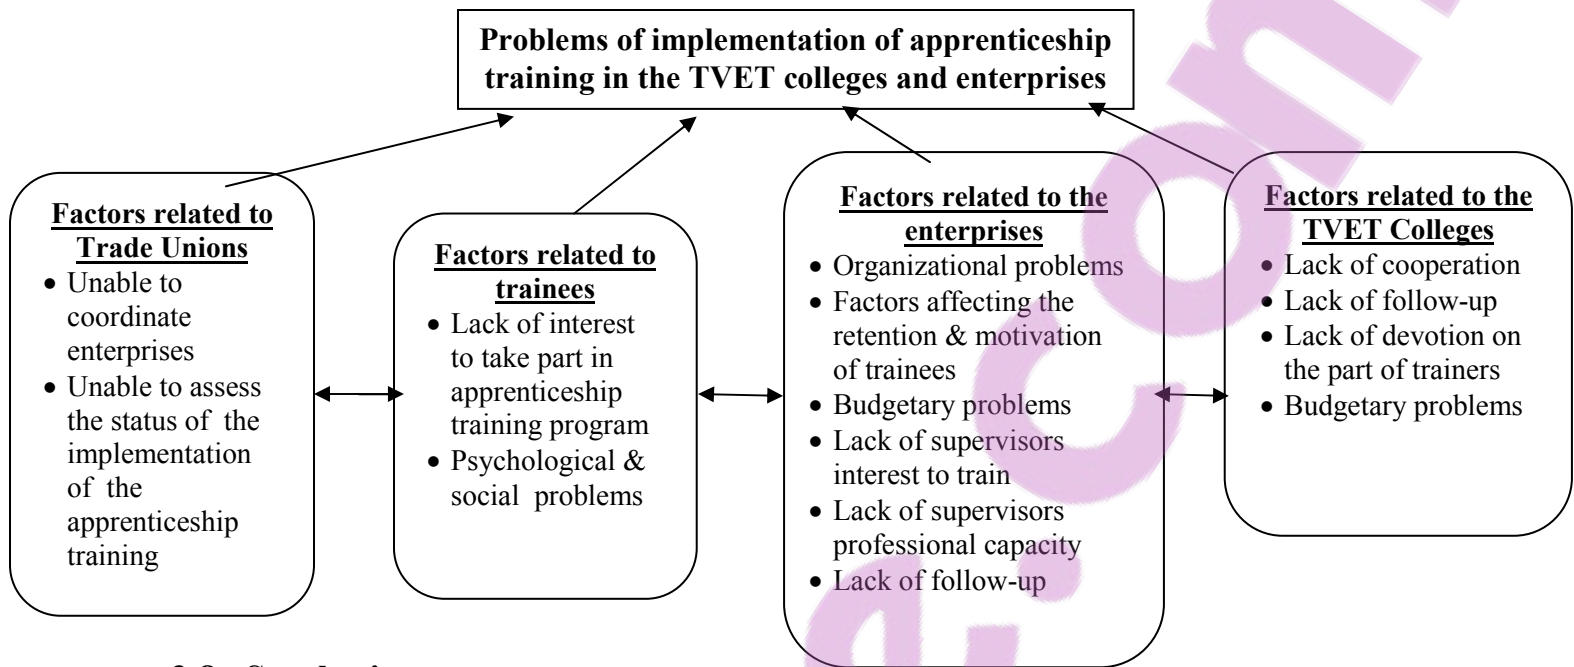 Problems of implementation of apprenticeship
training in the TVET colleges and enterprises
Factors related to
Trade Unions
• Unable to
coordinate
enterprises
• Unable to assess
the status of the
implementation
of the
apprenticeship
training
Factors related to
trainees
• Lack of interest
to take part in
apprenticeship
training program
• Psychological &
social problems
Factors related to the
enterprises
• Organizational problems
• Factors affecting the
retention & motivation
of trainees
• Budgetary problems
• Lack of supervisors
interest to train
• Lack of supervisors
professional capacity
• Lack of follow-up
Factors related to the
TVET Colleges
• Lack of cooperation
• Lack of follow-up
• Lack of devotion on
the part of trainers
• Budgetary problems
e.com